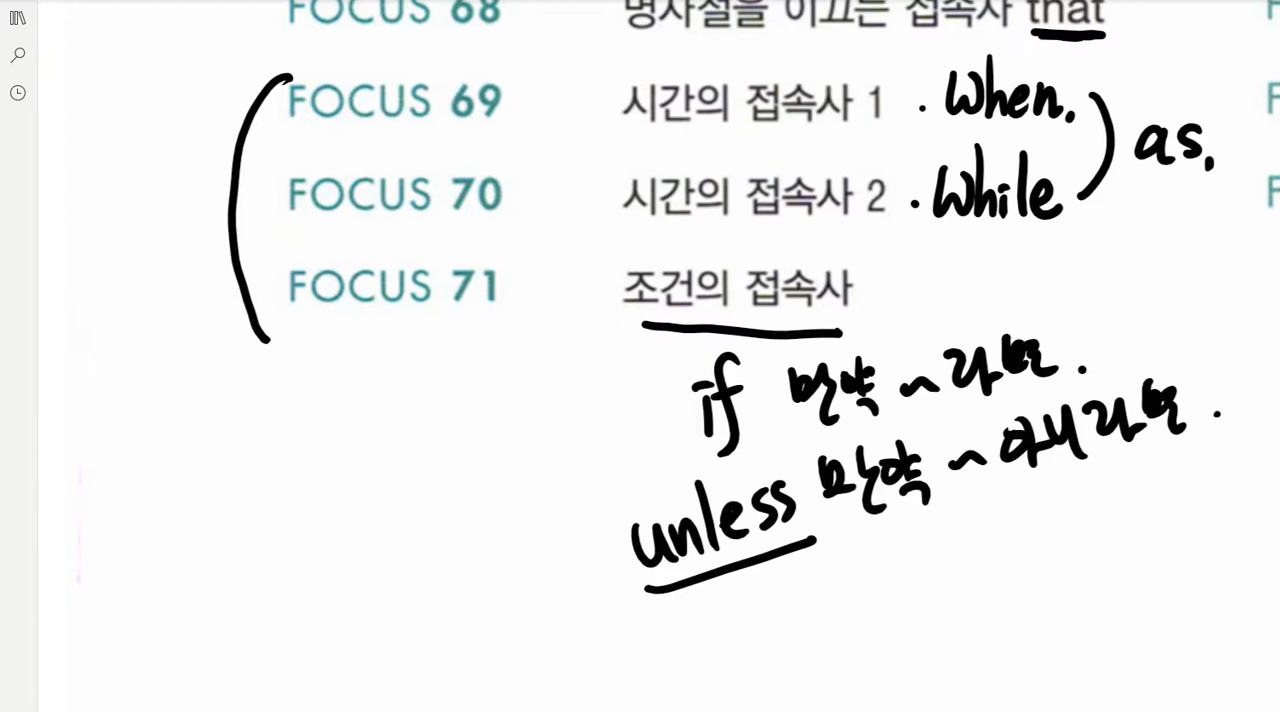 FOCUS 68 명사절을 이끄는 접속사 that
FOCUS 69 시간의 접속사 1 . When.
as.
FOCUS 70 시간의 접속사 2 . While
FOCUS 71 조건의 접속사
if 만약 ~라면.
unless 만약 ~아니라면.